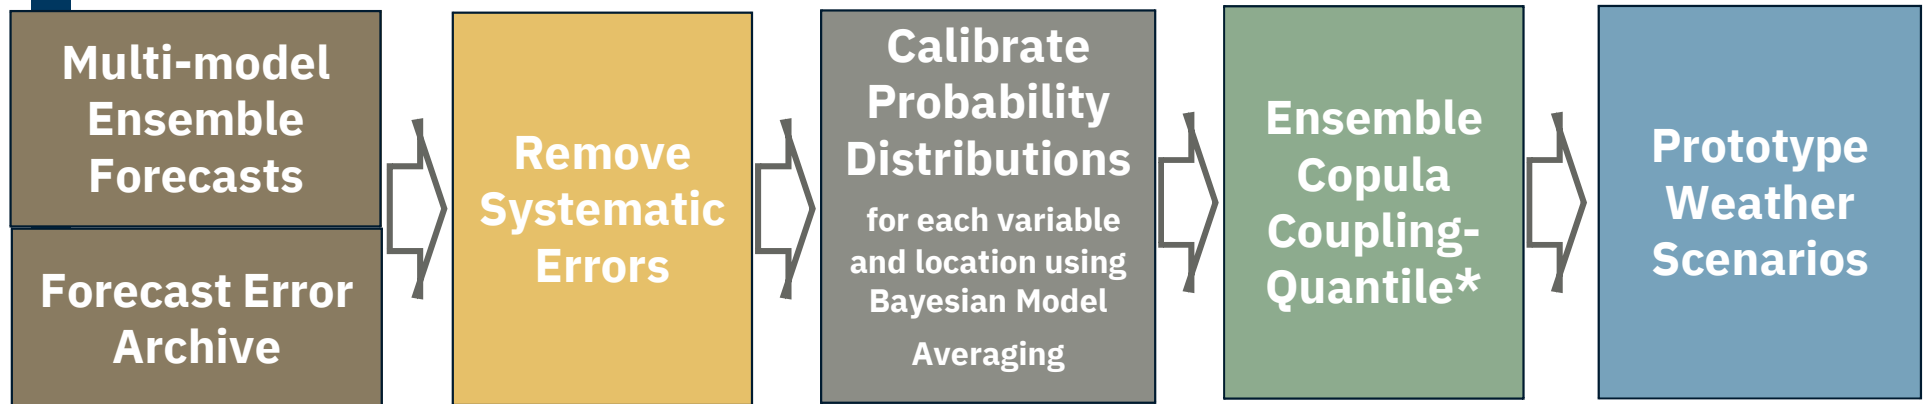 Multi-model
Ensemble
Forecasts
Forecast Error
Archive
Remove
Systematic
Errors
Calibrate
Probability
Distributions
for each variable
and location using
Bayesian Model
Averaging
Ensemble
Copula
Coupling-
Quantile*
Prototype
Weather
Scenarios